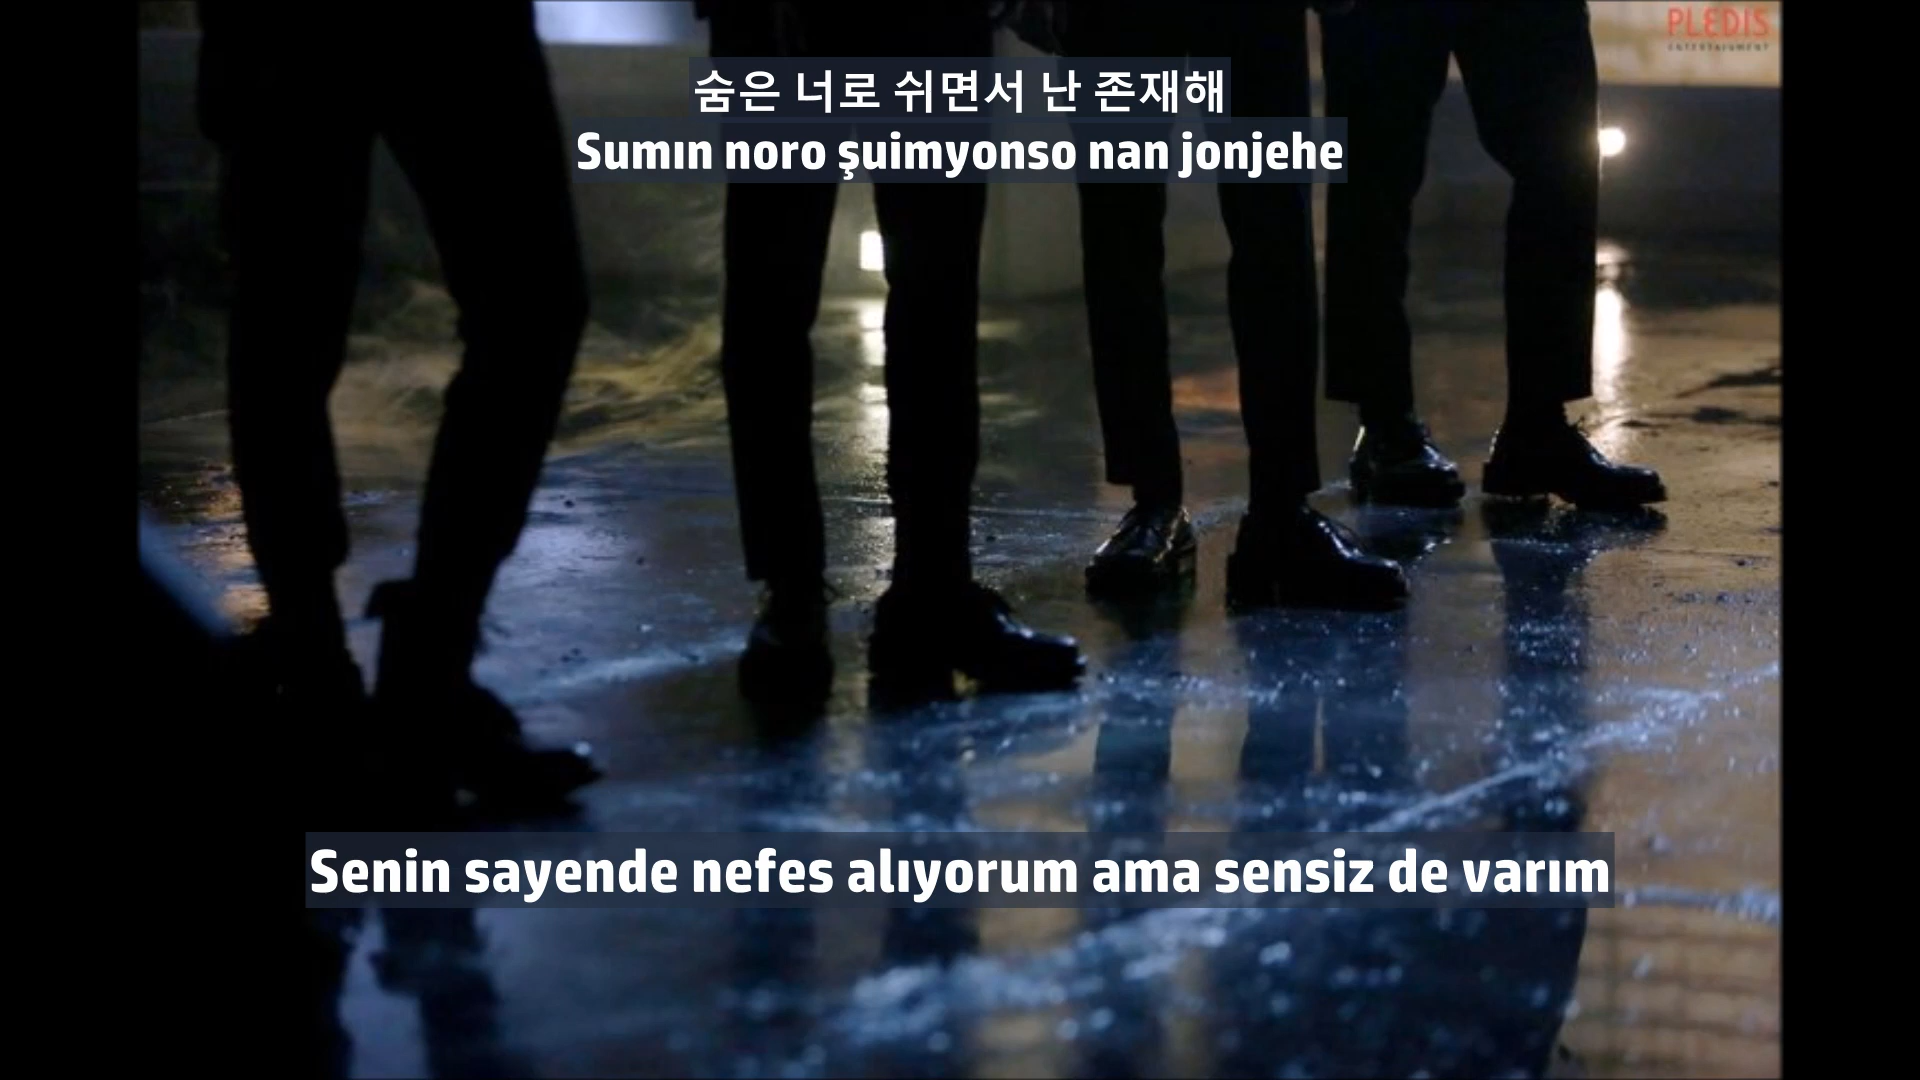 PLEDIS
ENTERTAINMENT
숨은 너로 쉬면서 난 존재해
Sumın noro şuimyonso nan jonjehe
Senin sayende nefes alıyorum ama sensiz de varım